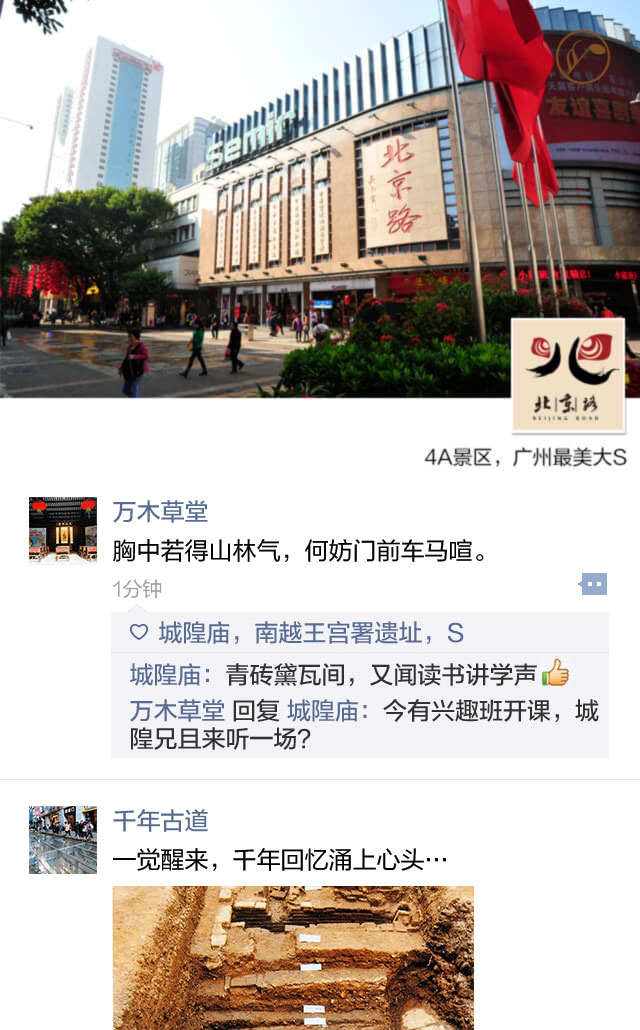 semir
北京路
友谊喜剧
北京路
BEIJING ROAD
4A景区，广州最美大S
万木草堂
胸中若得山林气，何妨门前车马喧。
1分钟
城隍庙，南越王宫署遗址，S
城隍庙：青砖黛瓦间，又闻读书讲学声
万木草堂 回复 城隍庙：今有兴趣班开课，城
隍兄且来听一场？
千年古道
一觉醒来，千年回忆涌上心头…